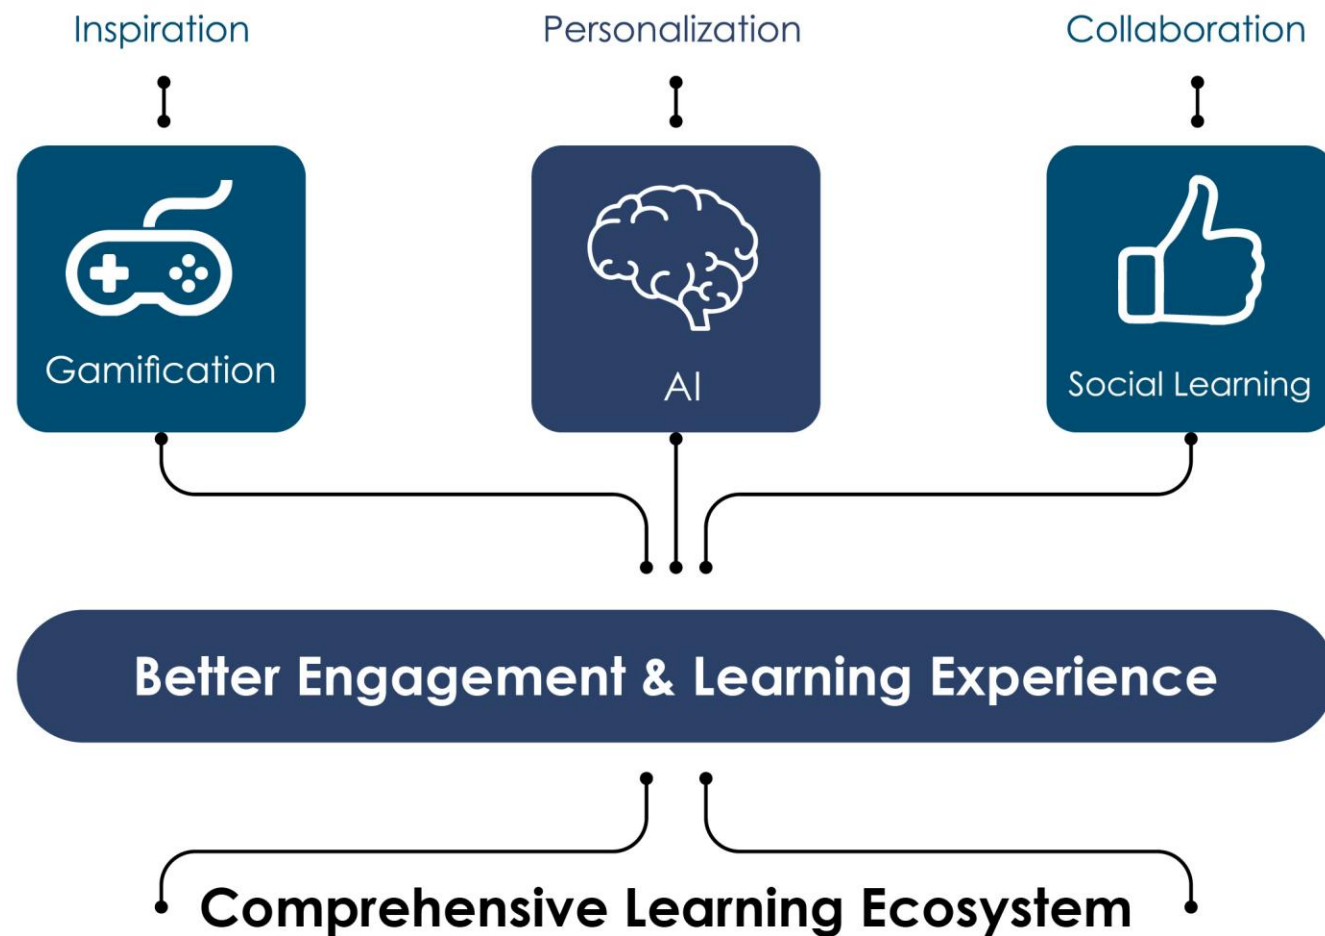 Inspiration
Personalization
Collaboration
Gamification
AI
Social Learning
Better Engagement & Learning Experience
Comprehensive Learning Ecosystem